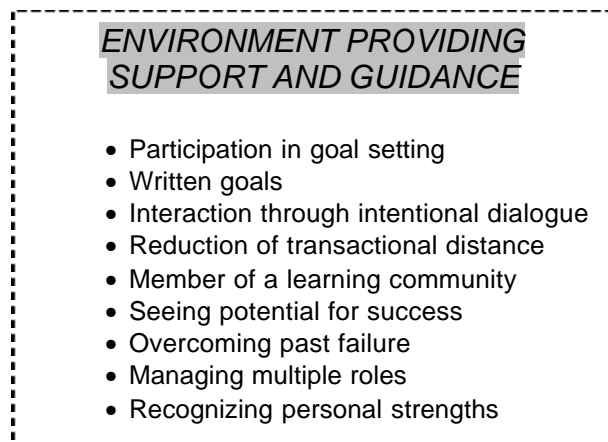 ENVIRONMENT PROVIDING
SUPPORT AND GUIDANCE
• Participation in goal setting
• Written goals
• Interaction through intentional dialogue
• Reduction of transactional distance
• Member of a learning community
• Seeing potential for success
• Overcoming past failure
• Managing multiple roles
• Recognizing personal strengths